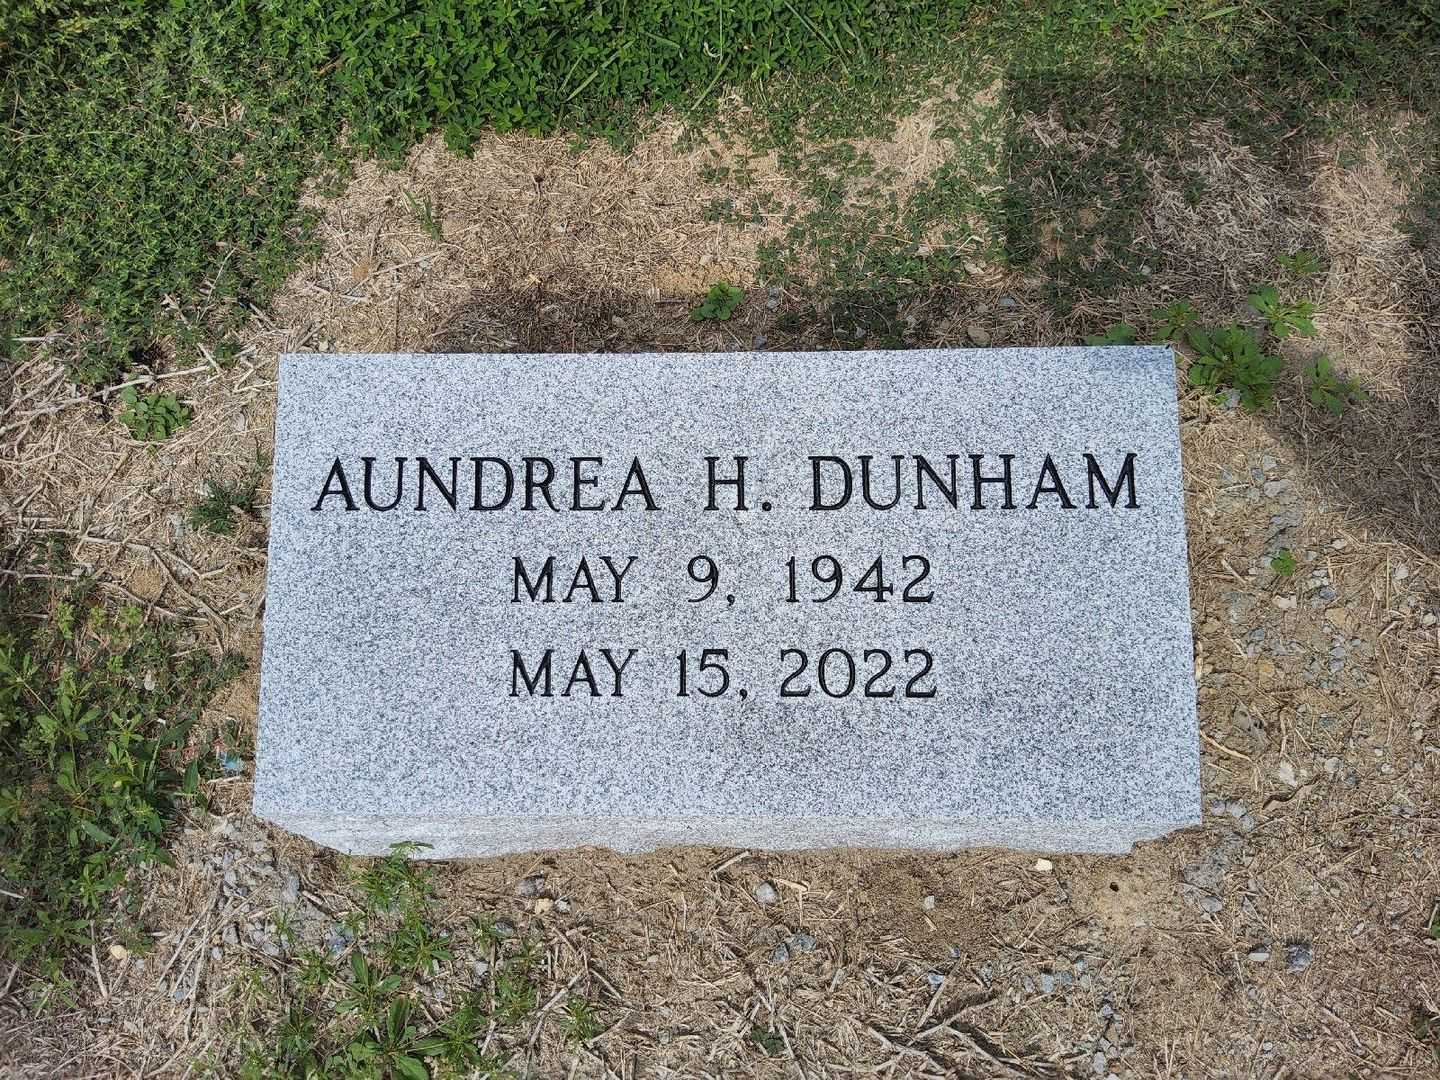 AUNDREA H. DUNHAM
MAY 9, 1942
MAY 15, 2022